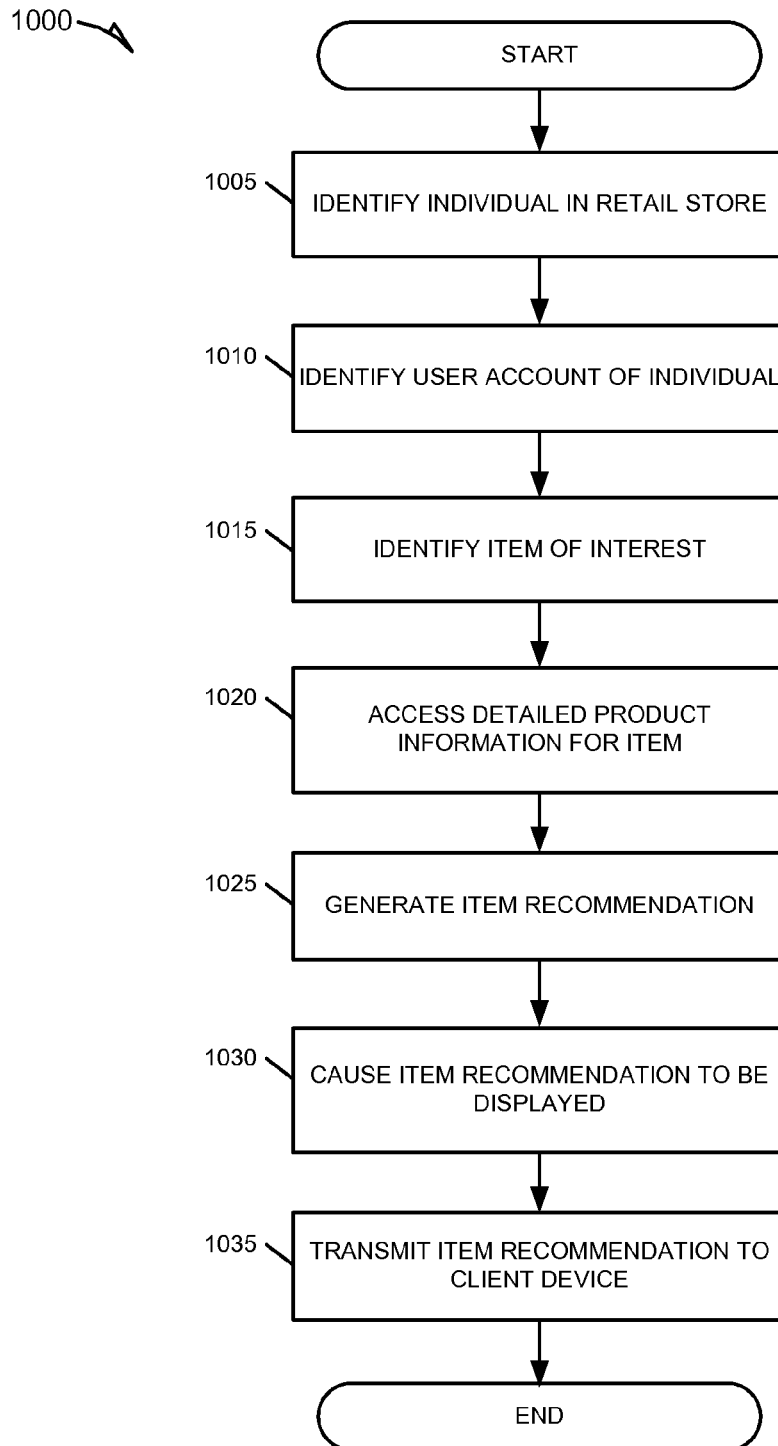 1000
START
1005
IDENTIFY INDIVIDUAL IN RETAIL STORE
1010
IDENTIFY USER ACCOUNT OF INDIVIDUAL
1015
IDENTIFY ITEM OF INTEREST
1020
ACCESS DETAILED PRODUCT
INFORMATION FOR ITEM
1025
GENERATE ITEM RECOMMENDATION
1030
CAUSE ITEM RECOMMENDATION TO BE
DISPLAYED
1035
TRANSMIT ITEM RECOMMENDATION TO
CLIENT DEVICE
END